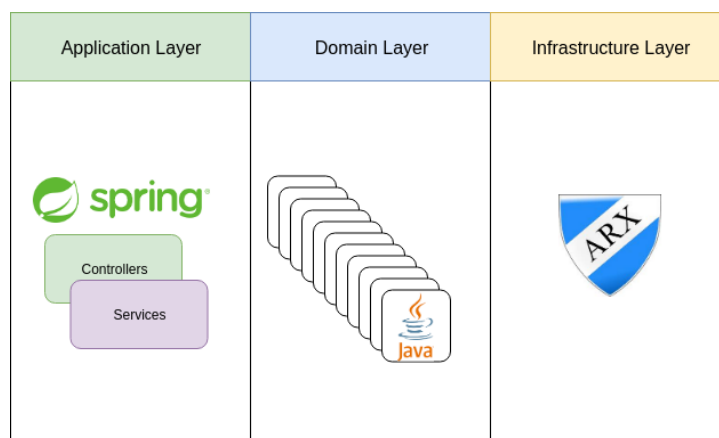 Application Layer
Domain Layer
Infrastructure Layer
spring
Controllers
Services
Java
ARX